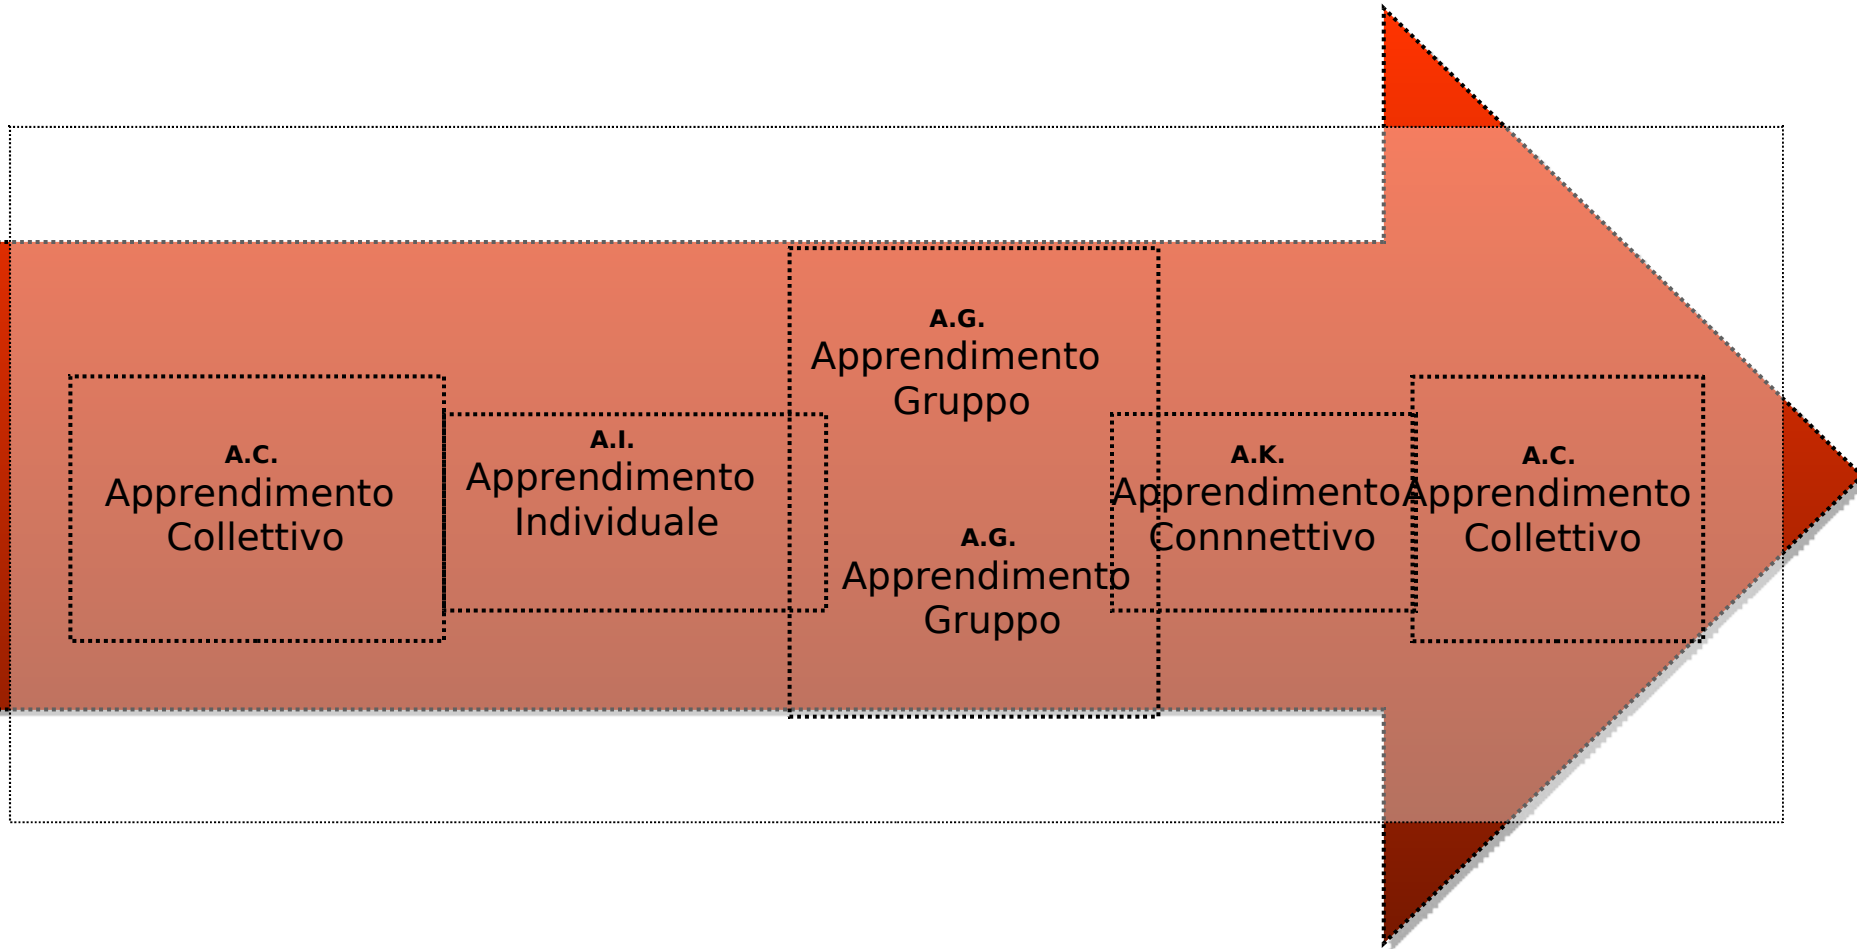 A.C.
Apprendimento
Collettivo
A.I.
Apprendimento
Individuale
A.G.
Apprendimento
Gruppo
A.G.
Apprendimento
Gruppo
A.K.
Apprendimento
Connnettivo
A.C.
Apprendimento
Collettivo